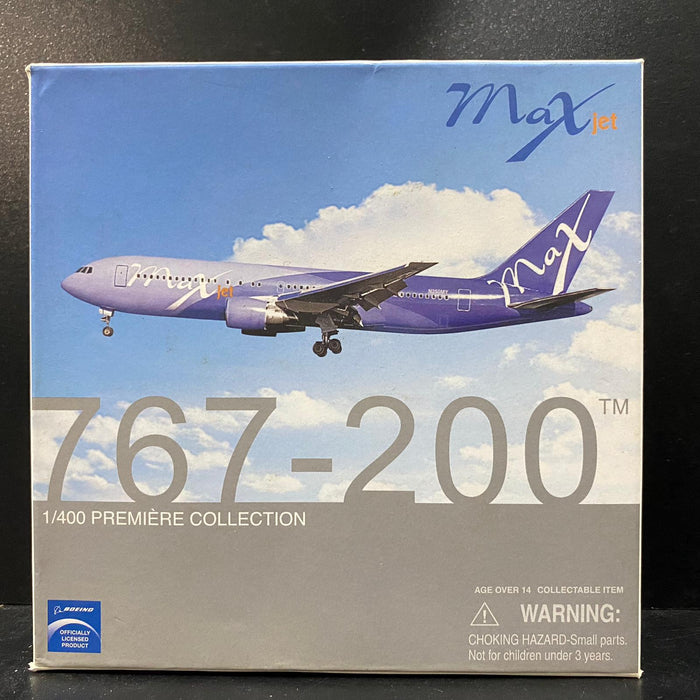 Max jet
Max
Max jet
N350MX
767-200™
1/400 PREMIÈRE COLLECTION
AGE OVER 14 COLLECTABLE ITEM
WARNING:
CHOKING HAZARD-Small parts.
Not for children under 3 years.
BOEING
OFFICIALLY
LICENSED
PRODUCT